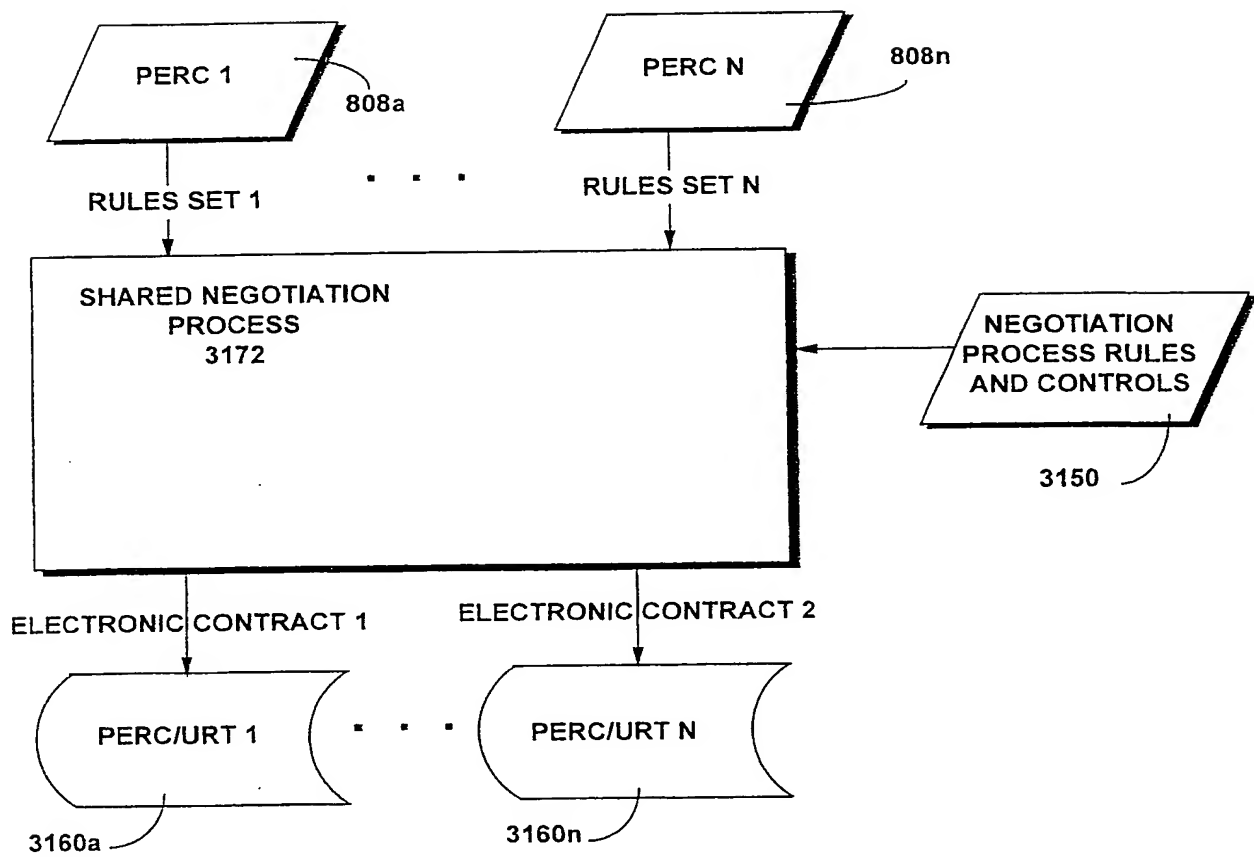 PERC 1
808a
PERC N
808n
RULES SET 1
RULES SET N
SHARED NEGOTIATION
PROCESS
3172
NEGOTIATION
PROCESS RULES
AND CONTROLS
3150
ELECTRONIC CONTRACT 1
ELECTRONIC CONTRACT 2
PERC/URT 1
PERC/URT N
3160a
3160n